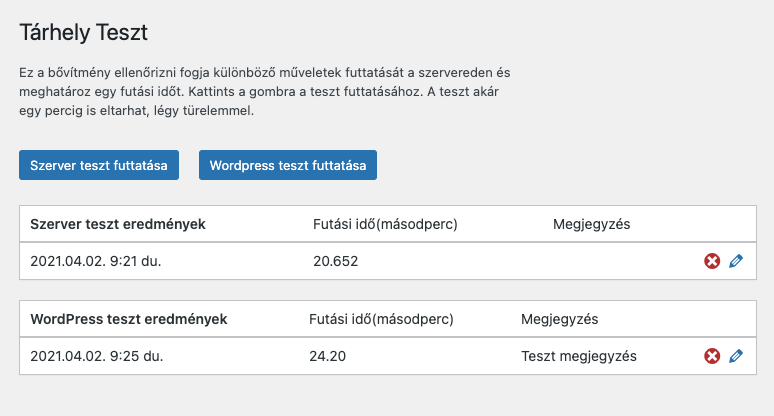 Tárhely Teszt
Ez a bővítmény ellenőrizni fogja különböző műveletek futtatását a szervereden és
meghatároz egy futási időt. Kattints a gombra a teszt futtatásához. A teszt akár
egy percig is eltarhat, légy türelemmel.
Szerver teszt futtatása Wordpress teszt futtatása
Szerver teszt eredmények Futási idő(másodperc) Megjegyzés
2021.04.02. 9:21 du. 20.652
WordPress teszt eredmények Futási idő(másodperc) Megjegyzés
2021.04.02. 9:25 du. 24.20 Teszt megjegyzés